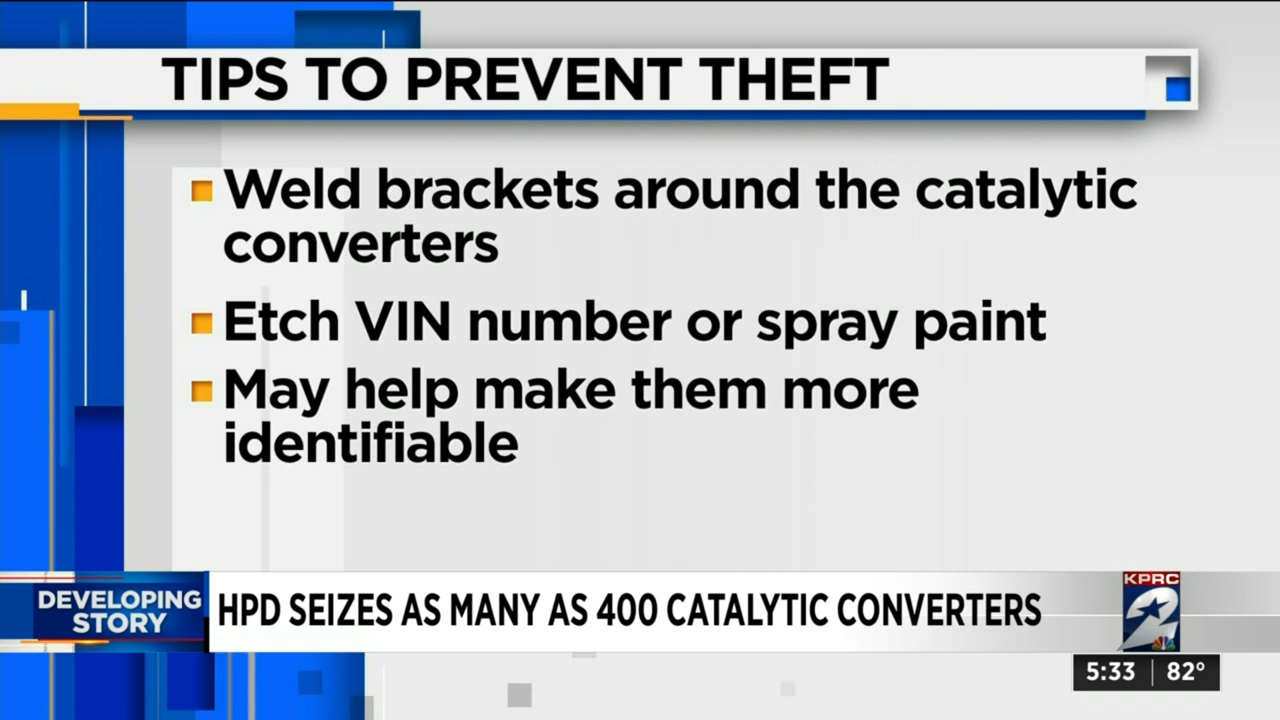 TIPS TO PREVENT THEFT
Weld brackets around the catalytic
converters
Etch VIN number or spray paint
May help make them more
identifiable
DEVELOPING
STORY
HPD SEIZES AS MANY AS 400 CATALYTIC CONVERTERS
KPRC
2
5:33 | 82°